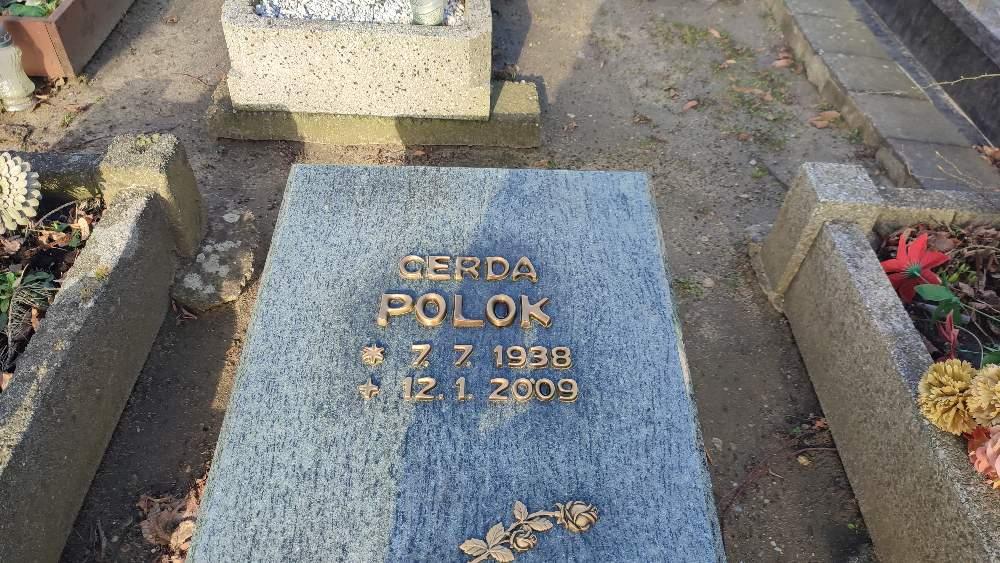 GERDA
POLOK
* 7. 7. 1938
+ 12. 1. 2009